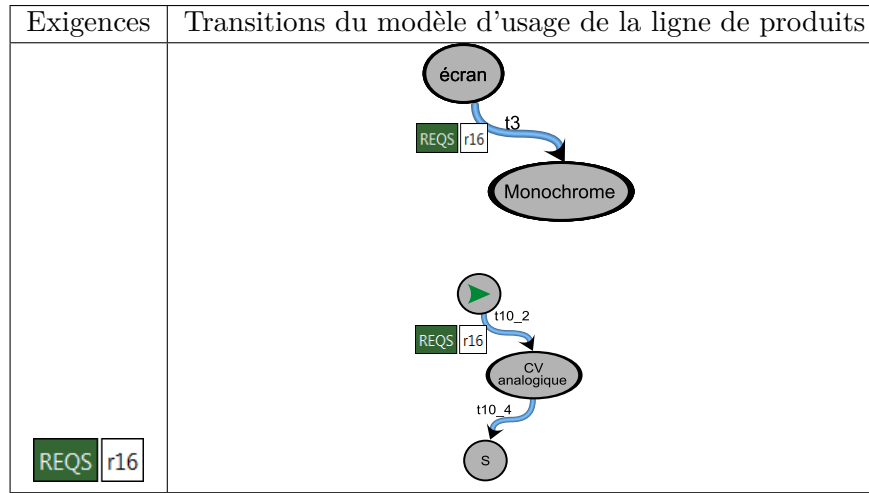 Exigences Transitions du modèle d'usage de la ligne de produits
écran
t3
REQS r16
Monochrome
t10_2
REQS r16
CV
analogique
t10_4
S
REQS r16